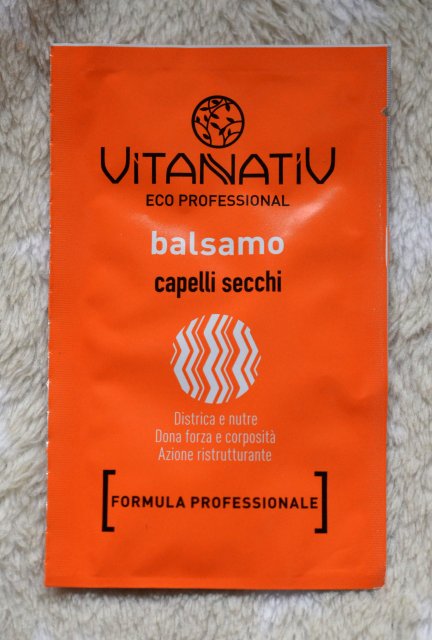 ViTANATiV
ECO PROFESSIONAL
balsamo
capelli secchi
Districa e nutre
Dona forza e corposità
Azione ristrutturante
[FORMULA PROFESSIONALE]